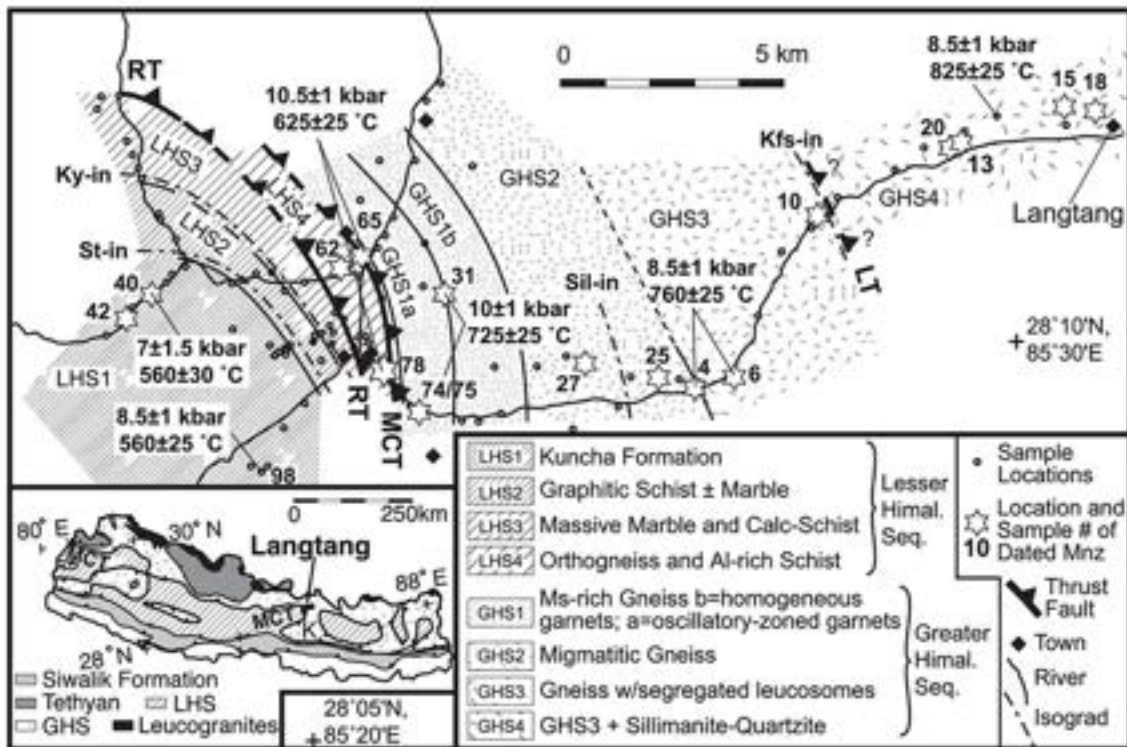 RT
10.5±1 kbar
625±25 ˚C
0
5 km
8.5±1 kbar
825±25 ˚C
15
18
20
13
Kfs-in
?
10
GHS4
Langtang
?
LT
LHS3
Ky-in
LHS4
GHS2
GHS1b
GHS3
LHS2
65
62
GHS1a
St-in
40
42
31
10±1 kbar
725±25 ˚C
Sil-in
8.5±1 kbar
760±25 ˚C
28˚10'N,
85˚30'E
LHS1
7±1.5 kbar
560±30 ˚C
78
74/75
27
25
4
6
RT
MCT
8.5±1 kbar
560±25 ˚C
98
LHS1 Kuncha Formation
LHS2 Graphitic Schist ± Marble
LHS3 Massive Marble and Calc-Schist
LHS4 Orthogneiss and Al-rich Schist
Lesser
Himal.
Seq.
GHS1 Ms-rich Gneiss b=homogeneous
garnets; a=oscillatory-zoned garnets
GHS2 Migmatitic Gneiss
GHS3 Gneiss w/segregated leucosomes
GHS4 GHS3 + Sillimanite-Quartzite
Greater
Himal.
Seq.
Sample
Locations
Location and
Sample # of
Dated Mnz
10
Thrust
Fault
Town
River
Isograd
0 250km
80˚ E
30˚ N
Langtang
88˚ E
MCT
K
28˚ N
Siwalik Formation
Tethyan
LHS
GHS
Leucogranites
28˚05'N,
85˚20'E